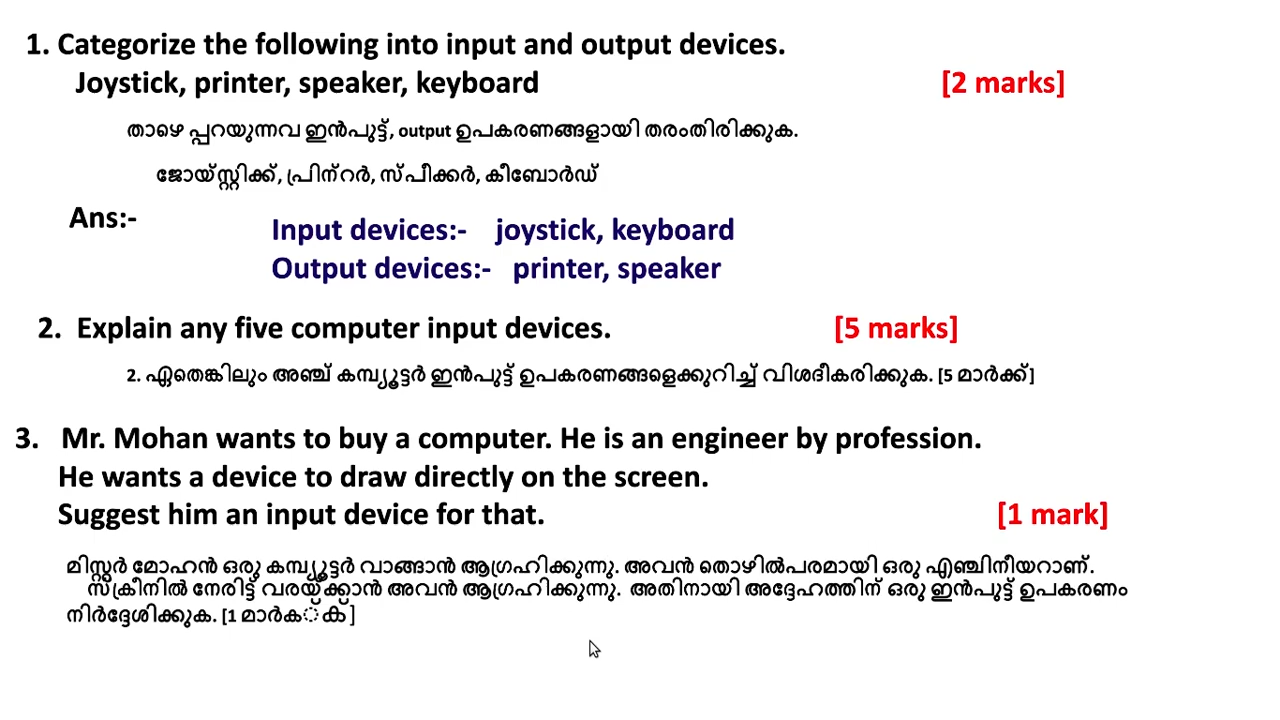 1. Categorize the following into input and output devices.
Joystick, printer, speaker, keyboard [2 marks]
താഴെ പ്പറയുന്നവ ഇൻപുട്ട്, output ഉപകരണങ്ങളായി തരംതിരിക്കുക.
ജോയ്സ്റ്റിക്ക്, പ്രിന്റർ, സ്പീക്കർ, കീബോർഡ്
Ans:-
Input devices:- joystick, keyboard
Output devices:- printer, speaker
2. Explain any five computer input devices. [5 marks]
2. ഏതെങ്കിലും അഞ്ച് കമ്പ്യൂട്ടർ ഇൻപുട്ട് ഉപകരണങ്ങളെക്കുറിച്ച് വിശദീകരിക്കുക. [5 മാർക്ക്]
3. Mr. Mohan wants to buy a computer. He is an engineer by profession.
He wants a device to draw directly on the screen.
Suggest him an input device for that. [1 mark]
മിസ്റ്റർ മോഹൻ ഒരു കമ്പ്യൂട്ടർ വാങ്ങാൻ ആഗ്രഹിക്കുന്നു. അവൻ തൊഴിൽപരമായി ഒരു എഞ്ചിനീയറാണ്.
സ്ക്രീനിൽ നേരിട്ട് വരയ്ക്കാൻ അവൻ ആഗ്രഹിക്കുന്നു. അതിനായി അദ്ദേഹത്തിന് ഒരു ഇൻപുട്ട് ഉപകരണം
നിർദ്ദേശിക്കുക. [1 മാർക്ക്]